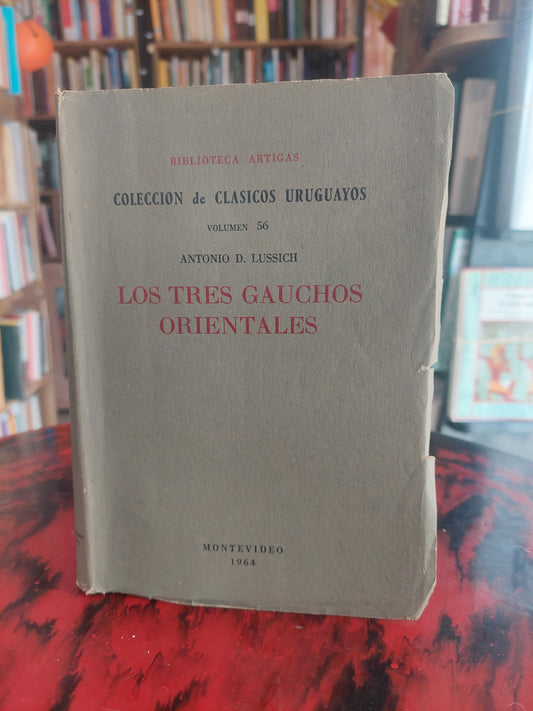 BIBLIOTECA ARTIGAS
COLECCION de CLASICOS URUGUAYOS
VOLUMEN 56
ANTONIO D. LUSSICH
LOS TRES GAUCHOS
ORIENTALES
MONTEVIDEO
1964